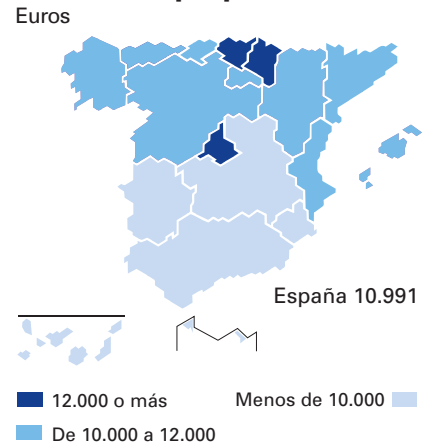 Euros
España 10.991
12.000 o más
Menos de 10.000
De 10.000 a 12.000